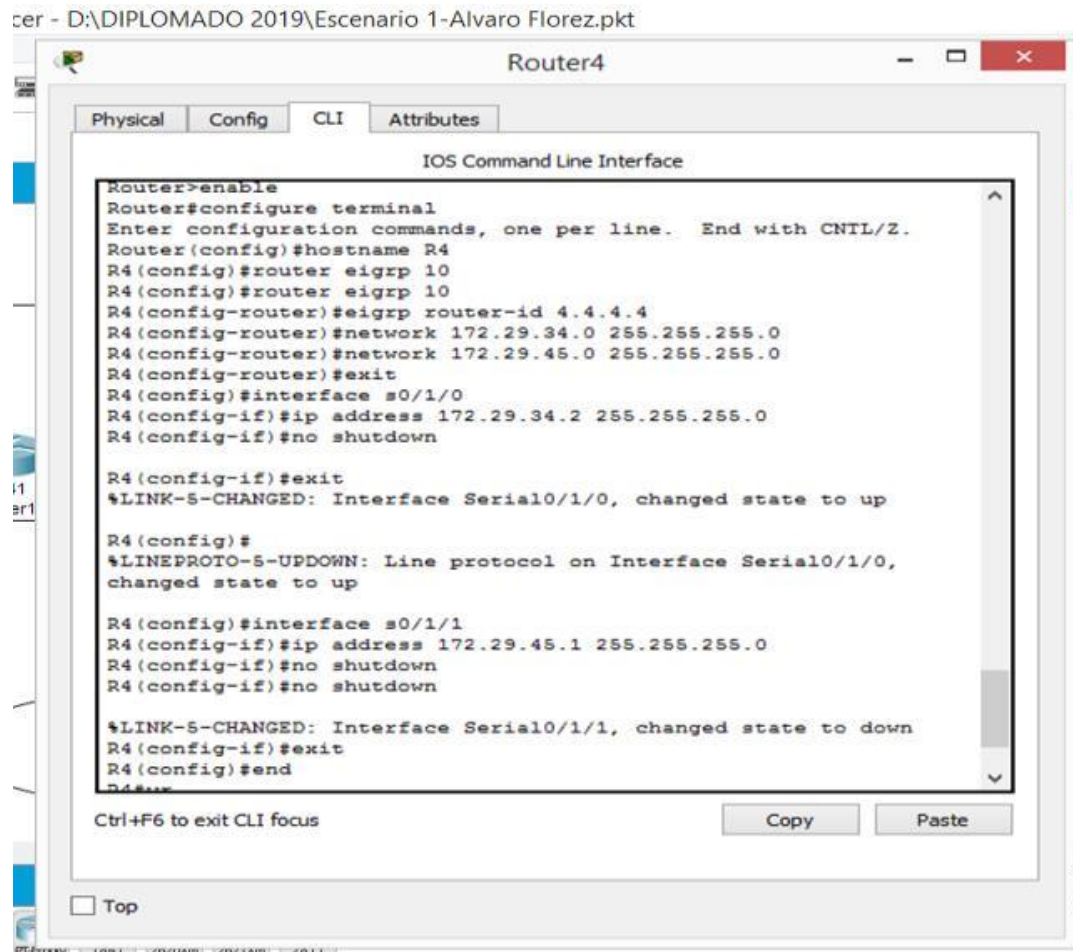 cer - D:\DIPLOMADO 2019\Escenario 1-Alvaro Florez.pkt
Router4
Physical Config CLI Attributes
IOS Command Line Interface
Router>enable
Router#configure terminal
Enter configuration commands, one per line. End with CNTL/Z.
Router(config)#hostname R4
R4(config)#router eigrp 10
R4(config)#router eigrp 10
R4(config-router)#eigrp router-id 4.4.4.4
R4(config-router)#network 172.29.34.0 255.255.255.0
R4(config-router)#network 172.29.45.0 255.255.255.0
R4(config-router)#exit
R4(config)#interface s0/1/0
R4(config-if)#ip address 172.29.34.2 255.255.255.0
R4(config-if)#no shutdown
R4(config-if)#exit
%LINK-5-CHANGED: Interface Serial0/1/0, changed state to up
R4(config)#
%LINEPROTO-5-UPDOWN: Line protocol on Interface Serial0/1/0,
changed state to up
R4(config)#interface s0/1/1
R4(config-if)#ip address 172.29.45.1 255.255.255.0
R4(config-if)#no shutdown
R4(config-if)#no shutdown
%LINK-5-CHANGED: Interface Serial0/1/1, changed state to down
R4(config-if)#exit
R4(config)#end
Ctrl+F6 to exit CLI focus
Copy Paste
Top